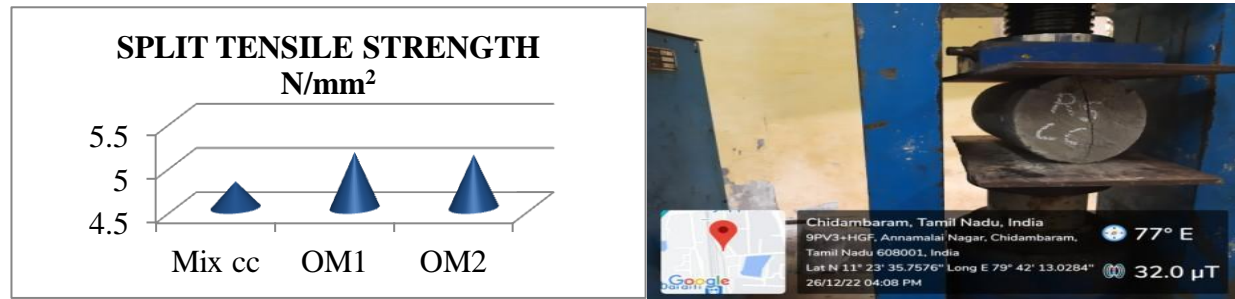 SPLIT TENSILE STRENGTH
N/mm²
5.5
5
4.5
Mix cc OM1 OM2
CC
Google
Chidambaram, Tamil Nadu, India
9PV3+HGF, Annamalai Nagar, Chidambaram,
Tamil Nadu 608001, India
Lat N 11° 23' 35.7576" Long E 79° 42' 13.0284"
26/12/22 04:08 PM
77° E
32.0 µT